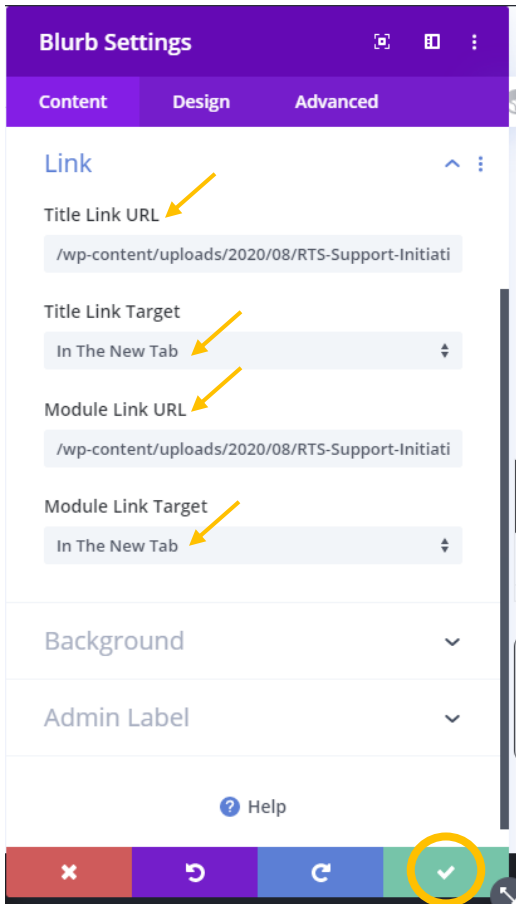 Blurb Settings
Content Design Advanced
Link
Title Link URL
/wp-content/uploads/2020/08/RTS-Support-Initiati
Title Link Target
In The New Tab
Module Link URL
/wp-content/uploads/2020/08/RTS-Support-Initiati
Module Link Target
In The New Tab
Background
Admin Label
Help